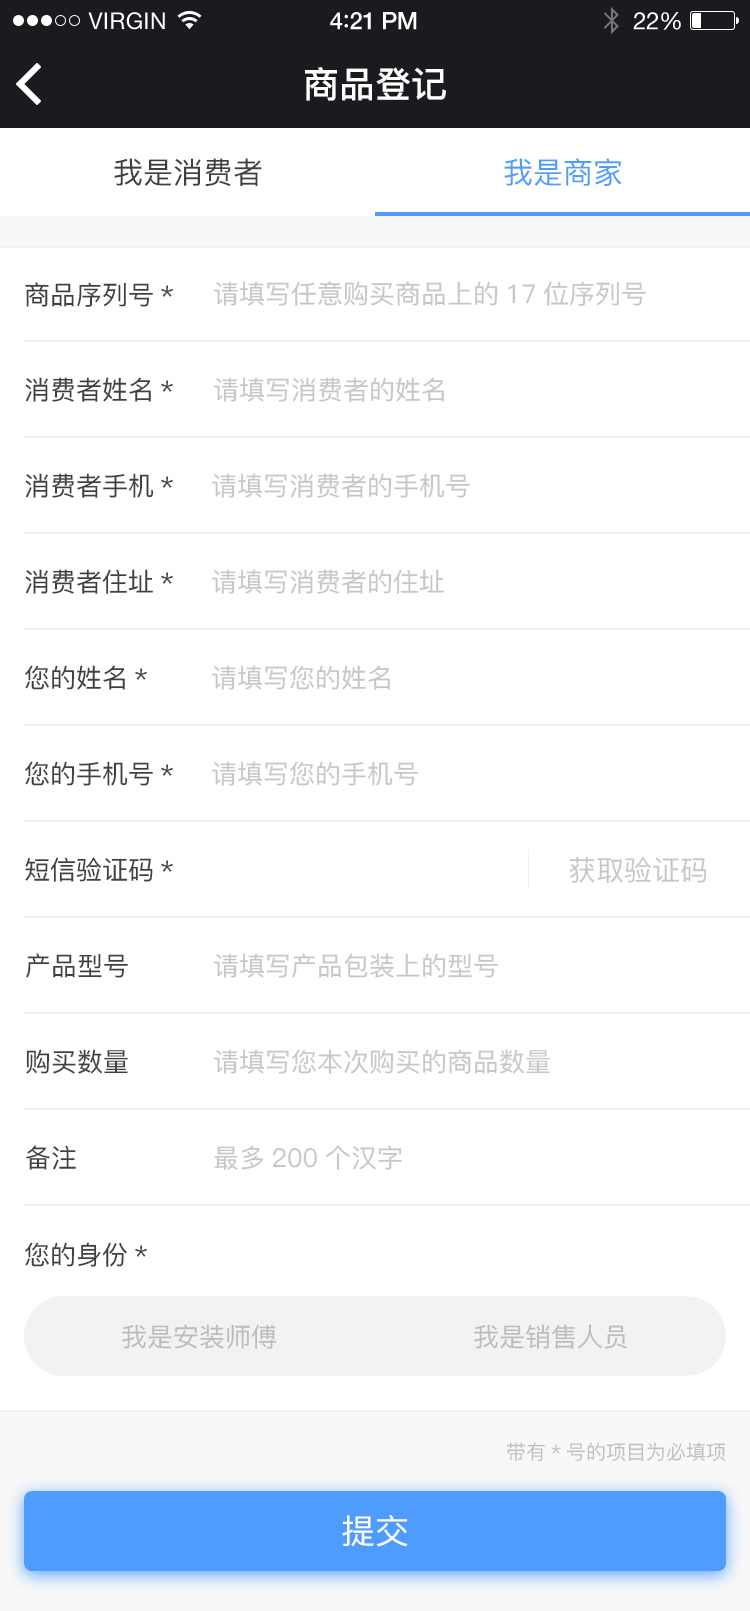 VIRGIN 4:21 PM 22%
商品登记
我是消费者 我是商家
商品序列号 * 请填写任意购买商品上的 17 位序列号
消费者姓名 * 请填写消费者的姓名
消费者手机 * 请填写消费者的手机号
消费者住址 * 请填写消费者的住址
您的姓名 * 请填写您的姓名
您的手机号 * 请填写您的手机号
短信验证码 * 获取验证码
产品型号 请填写产品包装上的型号
购买数量 请填写您本次购买的商品数量
备注 最多 200 个汉字
您的身份 *
我是安装师傅 我是销售人员
带有 * 号的项目为必填项
提交